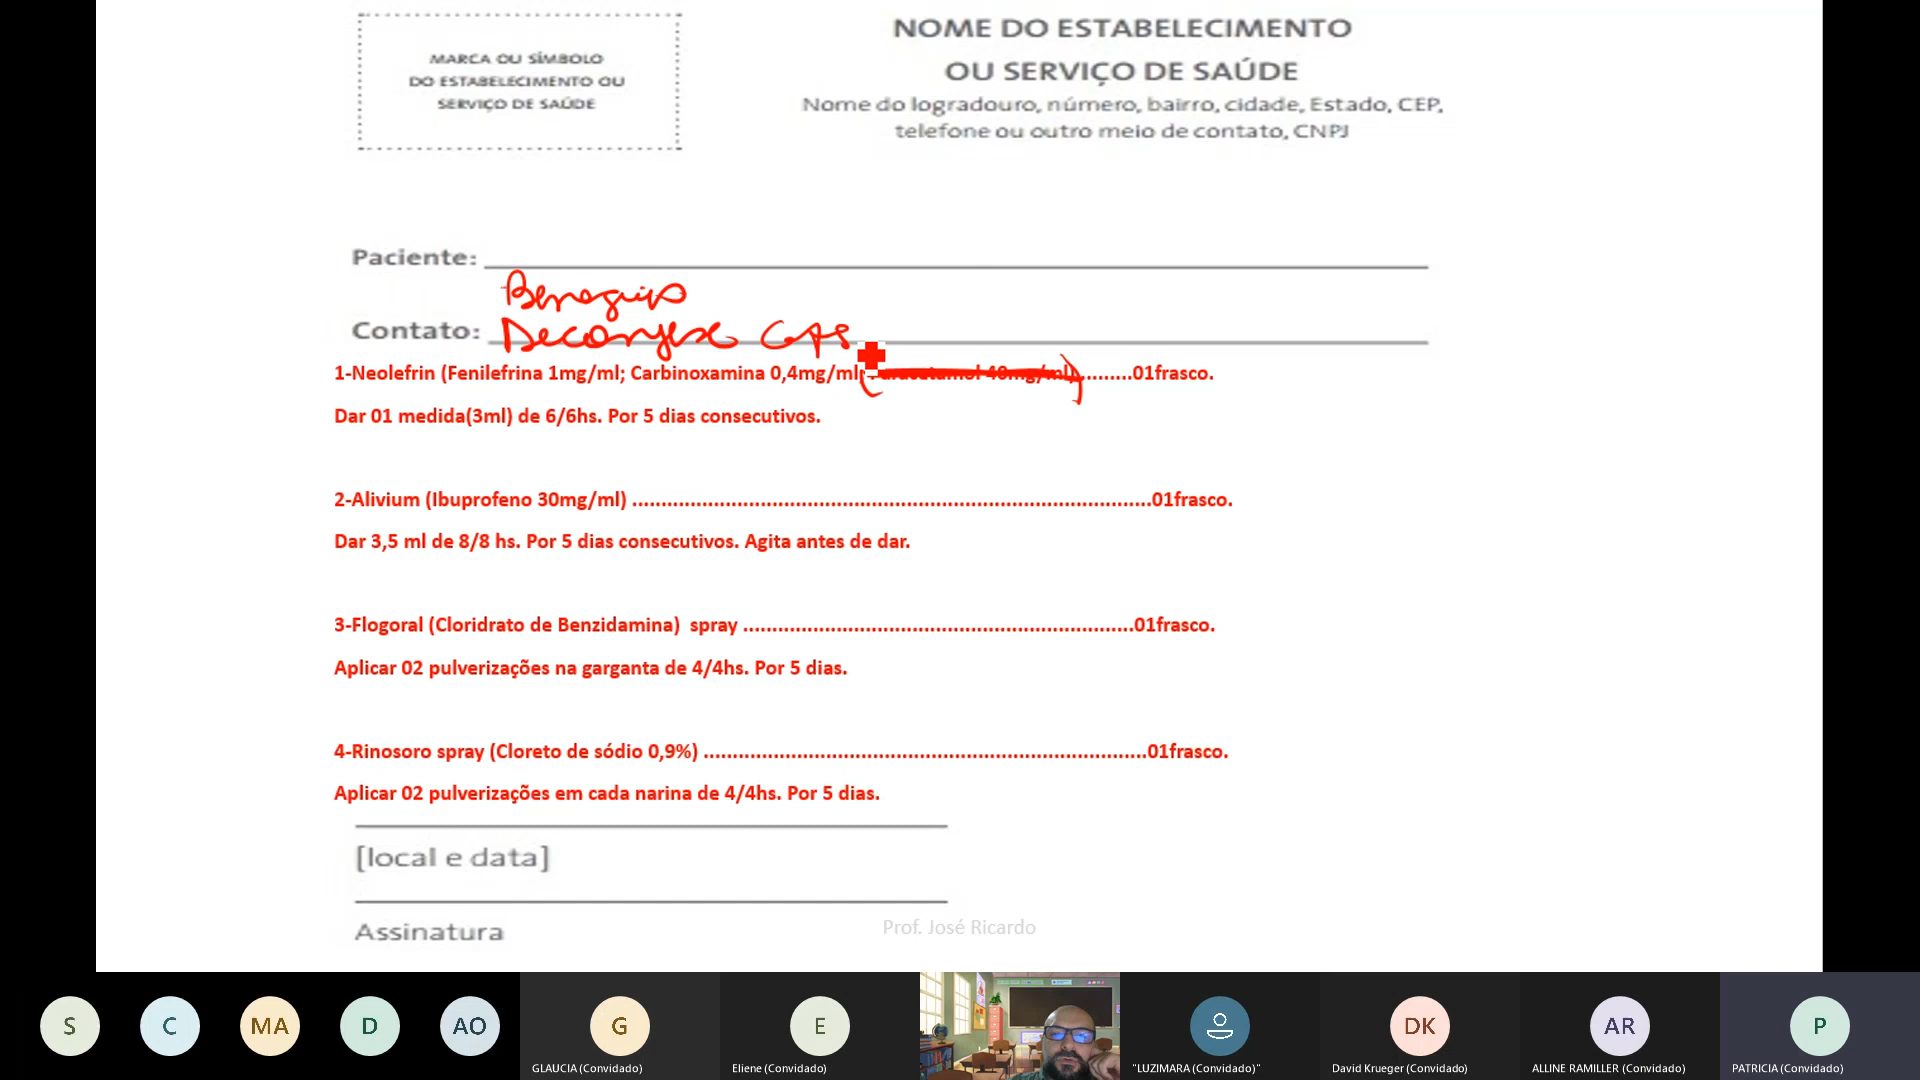 MARCA OU SÍMBOLO
DO ESTABELECIMENTO OU
SERVIÇO DE SAÚDE
NOME DO ESTABELECIMENTO
OU SERVIÇO DE SAÚDE
Nome do logradouro, número, bairro, cidade, Estado, CEP,
telefone ou outro meio de contato, CNPJ
Paciente:
Contato:
1-Neolefrin (Fenilefrina 1mg/ml; Carbinoxamina 0,4mg/ml; Paracetamol 40mg/ml).........01frasco.
Dar 01 medida(3ml) de 6/6hs. Por 5 dias consecutivos.
2-Alivium (Ibuprofeno 30mg/ml) ..........................................................................................01frasco.
Dar 3,5 ml de 8/8 hs. Por 5 dias consecutivos. Agita antes de dar.
3-Flogoral (Cloridrato de Benzidamina)  spray ....................................................................01frasco.
Aplicar 02 pulverizações na garganta de 4/4hs. Por 5 dias.
4-Rinosoro spray (Cloreto de sódio 0,9%) .............................................................................01frasco.
Aplicar 02 pulverizações em cada narina de 4/4hs. Por 5 dias.
[local e data]
Assinatura
Prof. José Ricardo
S C MA D AO G E DK AR P
GLAUCIA (Convidado)
Eliene (Convidado)
"LUZIMARA (Convidado)"
David Krueger (Convidado)
ALLINE RAMILLER (Convidado)
PATRICIA (Convidado)